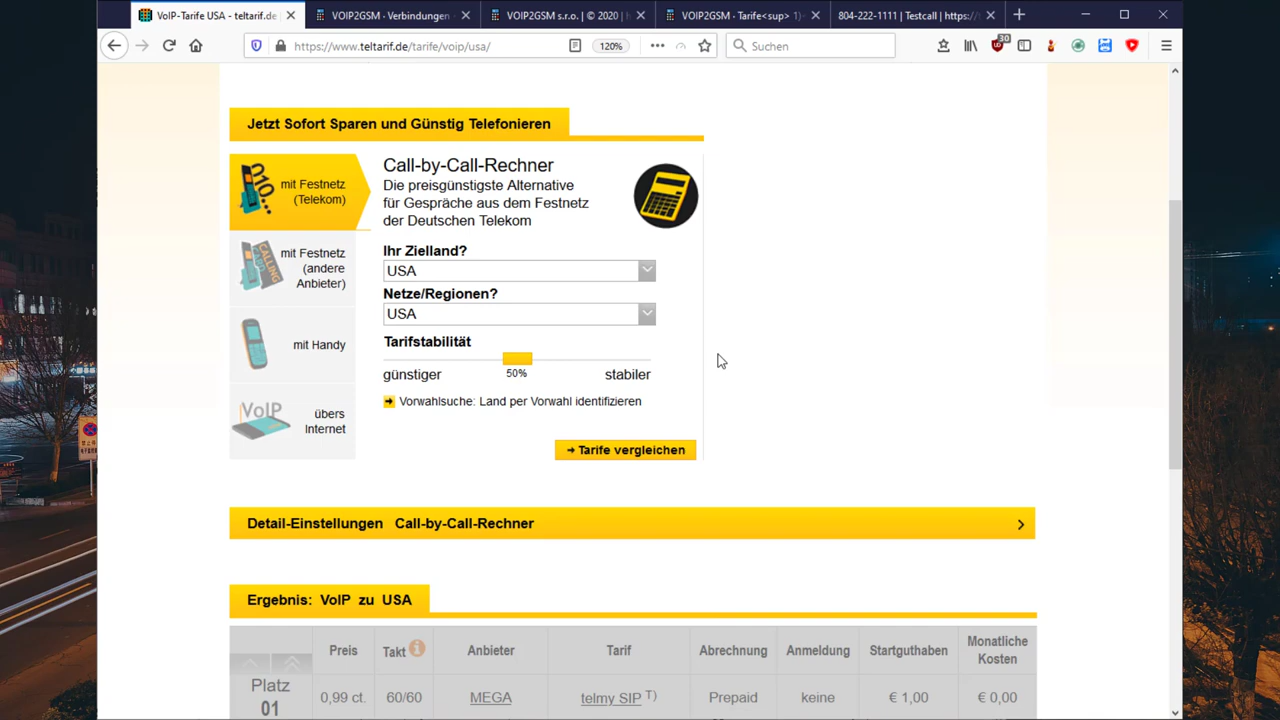 VoIP-Tarife USA - teltarif.de
VOIP2GSM · Verbindungen
VOIP2GSM s.r.o. | © 2020 | h
VOIP2GSM · Tarife<sup> 1)
804-222-1111 | Testcall | https:/
https://www.teltarif.de/tarife/voip/usa/
120%
Suchen
30
Jetzt Sofort Sparen und Günstig Telefonieren
010...
mit Festnetz
(Telekom)
Call-by-Call-Rechner
Die preisgünstigste Alternative
für Gespräche aus dem Festnetz
der Deutschen Telekom
CALLING
CARD
mit Festnetz
(andere
Anbieter)
Ihr Zielland?
USA
Netze/Regionen?
USA
mit Handy
Tarifstabilität
günstiger
50%
stabiler
Vorwahlsuche: Land per Vorwahl identifizieren
VoIP
übers
Internet
Tarife vergleichen
Detail-Einstellungen Call-by-Call-Rechner
Ergebnis: VoIP zu USA
Preis
Takt
Anbieter
Tarif
Abrechnung
Anmeldung
Startguthaben
Monatliche
Kosten
Platz
01
0,99 ct.
60/60
MEGA
telmy SIP T)
Prepaid
keine
€ 1,00
€ 0,00